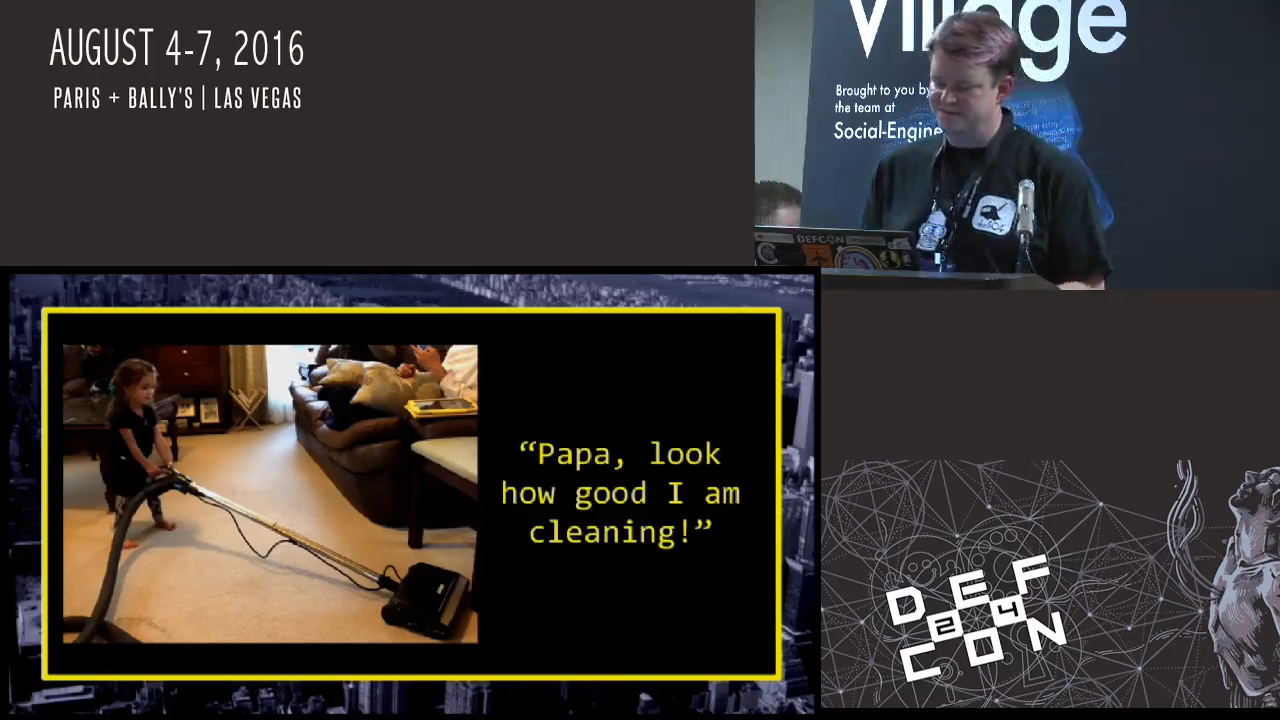 AUGUST 4-7, 2016
PARIS + BALLY'S | LAS VEGAS
Village
Brought to you by
the team at
Social-Engine
DEFCON
“Papa, look
how good I am
cleaning!”
DEF
24
CON